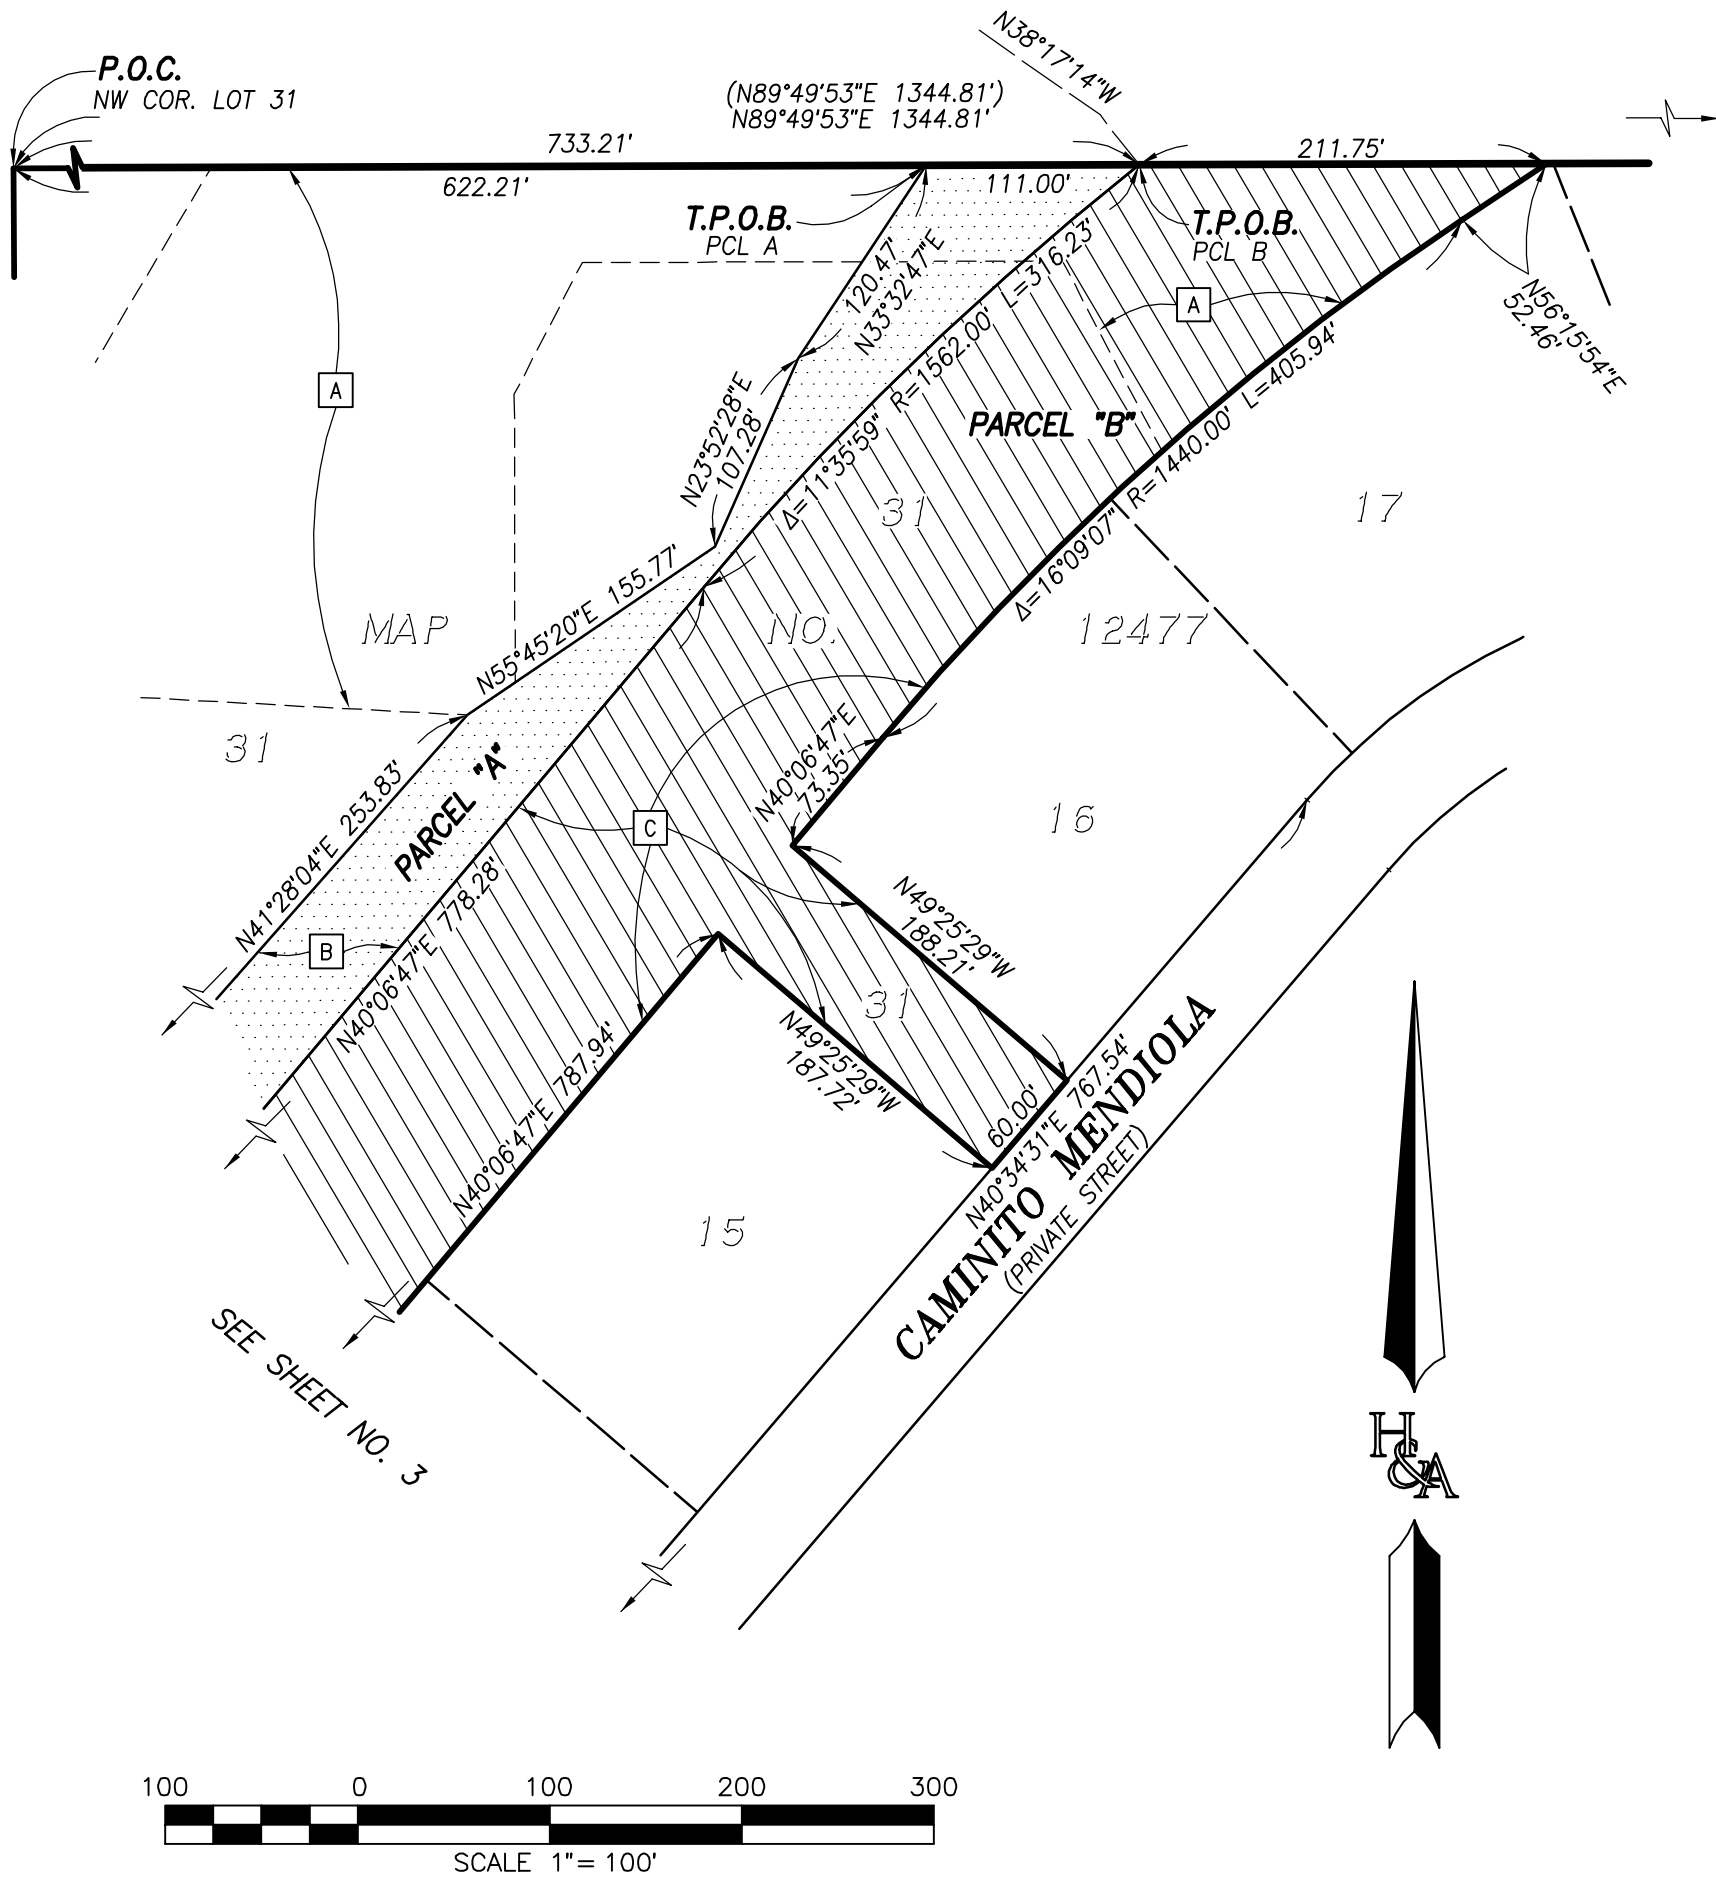 P.O.C.
NW COR. LOT 31
N38°17'14"W
(N89°49'53"E 1344.81')
N89°49'53"E 1344.81'
733.21'
211.75'
622.21'
111.00'
T.P.O.B.
PCL A
T.P.O.B.
PCL B
120.47'
N33°32'47"E
R=1562.00' L=316.23'
Δ=11°35'59"
A
N56°15'54"E
52.46'
A
N23°52'28"E
107.28'
PARCEL "B"
R=1440.00' L=405.94'
Δ=16°09'07"
31
17
N55°45'20"E 155.77'
MAP NO. 12477
31
N40°06'47"E
73.35'
PARCEL "A"
C
16
N41°28'04"E 253.83'
B
N40°06'47"E 778.28'
N49°25'29"W
188.21'
31
N49°25'29"W
187.72'
N40°06'47"E 787.94'
60.00'
N40°34'31"E 767.54'
CAMINITO MENDIOLA
(PRIVATE STREET)
15
SEE SHEET NO. 3
H&A
100 0 100 200 300
SCALE 1"= 100'